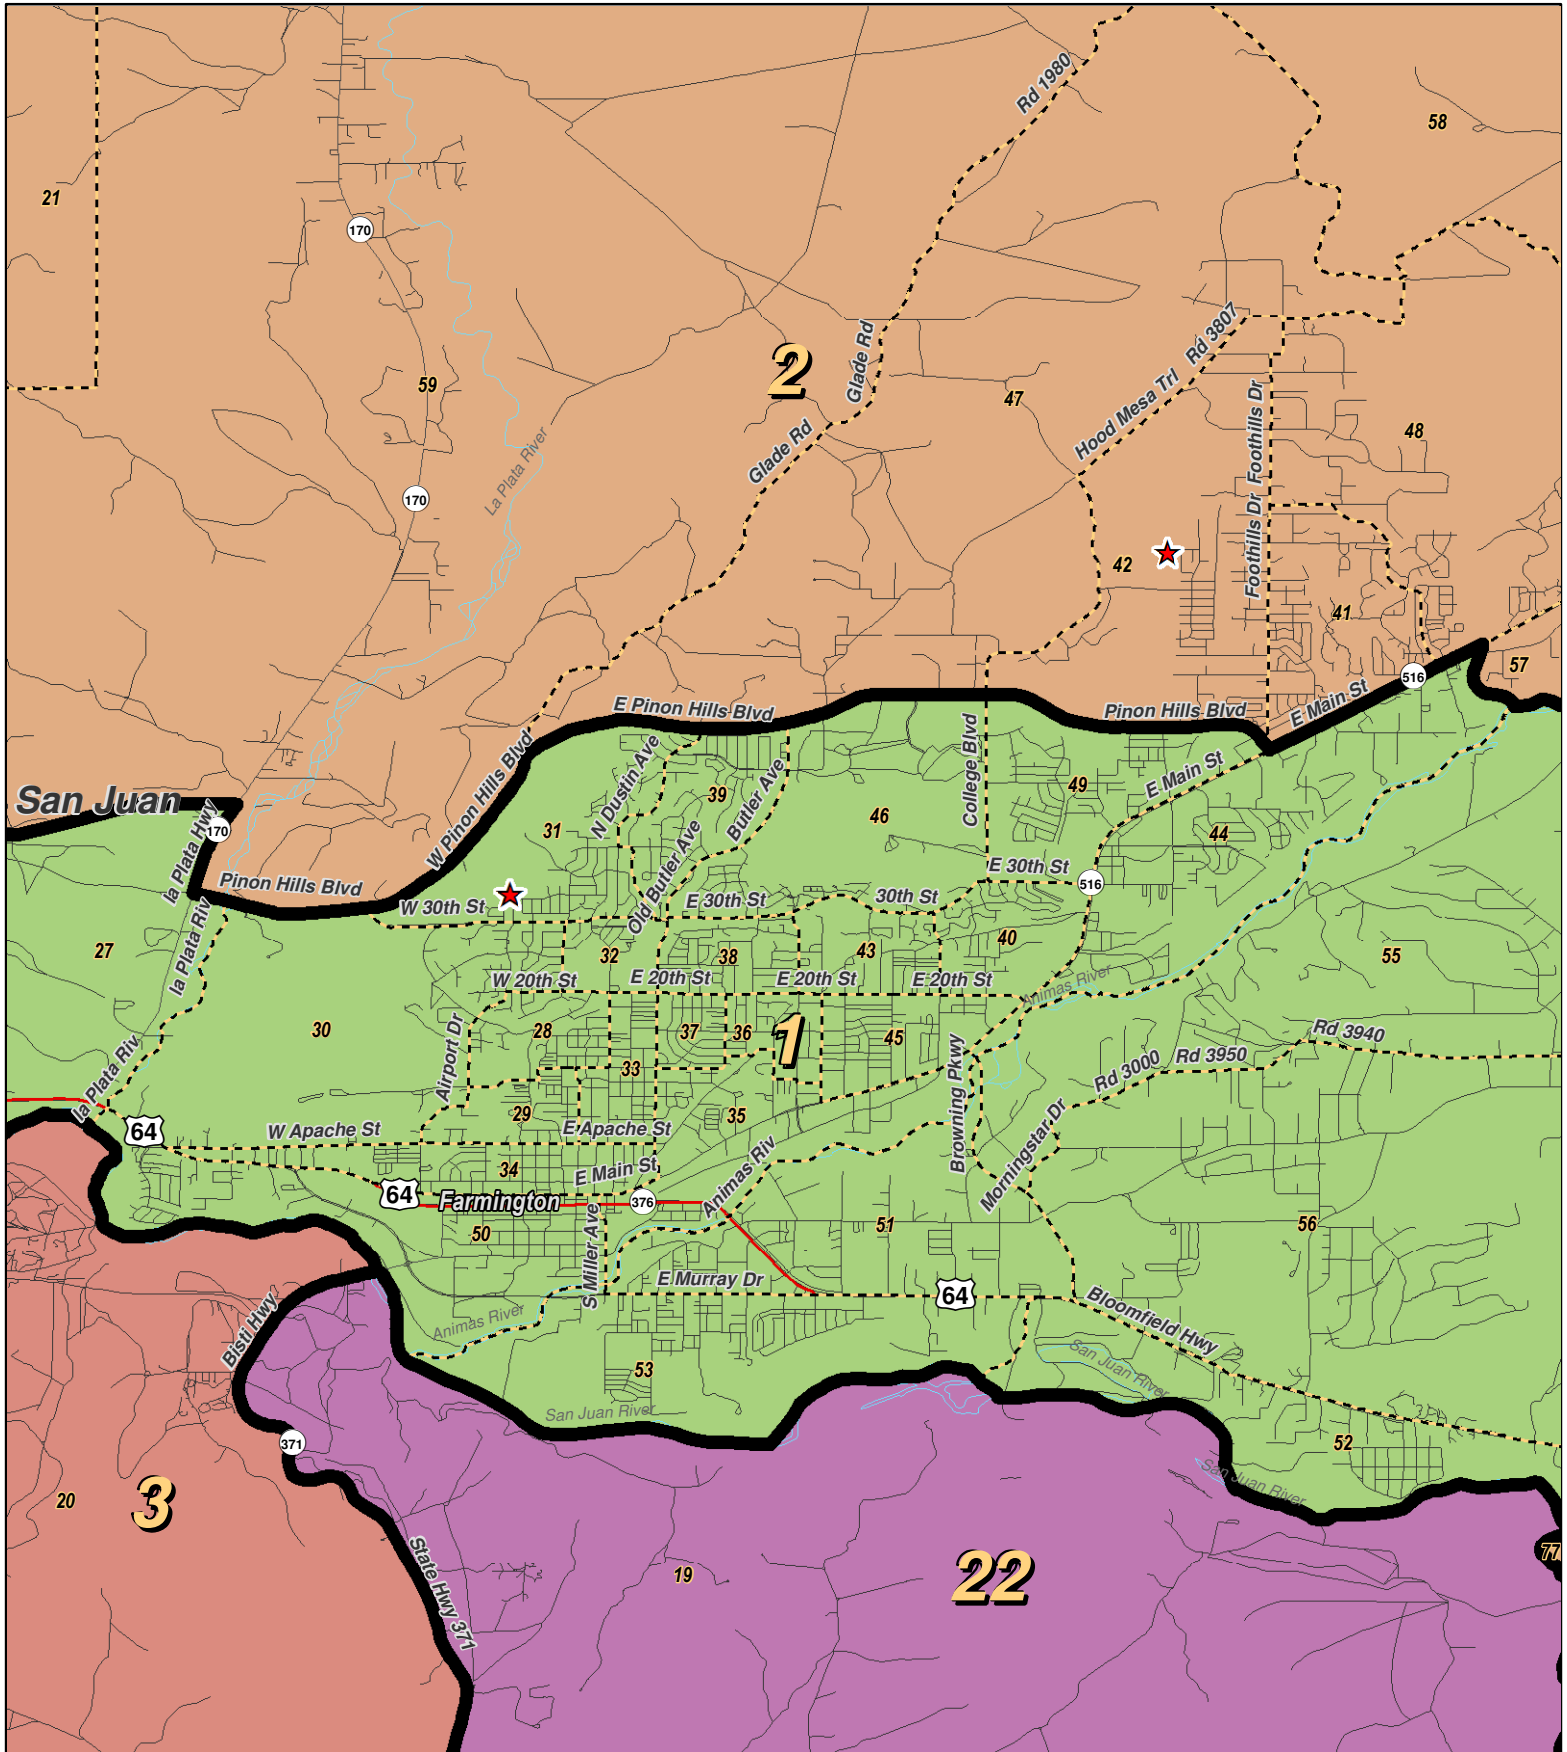 Rd 1980
58
21
170
Glade Rd
Rd 3807
2
59
47
Hood Mesa Trl
Foothills Dr
48
Glade Rd
La Plata River
170
Foothills Dr
42
41
57
516
E Main St
E Pinon Hills Blvd
Pinon Hills Blvd
College Blvd
W Pinon Hills Blvd
N Dustin Ave
Butler Ave
39
49
E Main St
San Juan
la Plata Hwy
170
31
46
44
Old Butler Ave
E 30th St
516
Pinon Hills Blvd
W 30th St
E 30th St
30th St
la Plata Riv
27
32
38
43
40
55
W 20th St
E 20th St
E 20th St
E 20th St
Animas River
30
Airport Dr
28
37
36
1
45
Browning Pkwy
Rd 3940
Rd 3950
Rd 3000
33
la Plata Riv
29
35
64
W Apache St
E Apache St
Morningstar Dr
34
E Main St
Animas Riv
64
Farmington
376
50
S Miller Ave
51
56
E Murray Dr
64
Bloomfield Hwy
Bisti Hwy
Animas River
San Juan River
53
San Juan River
371
52
San Juan River
20
3
State Hwy 371
19
22
77